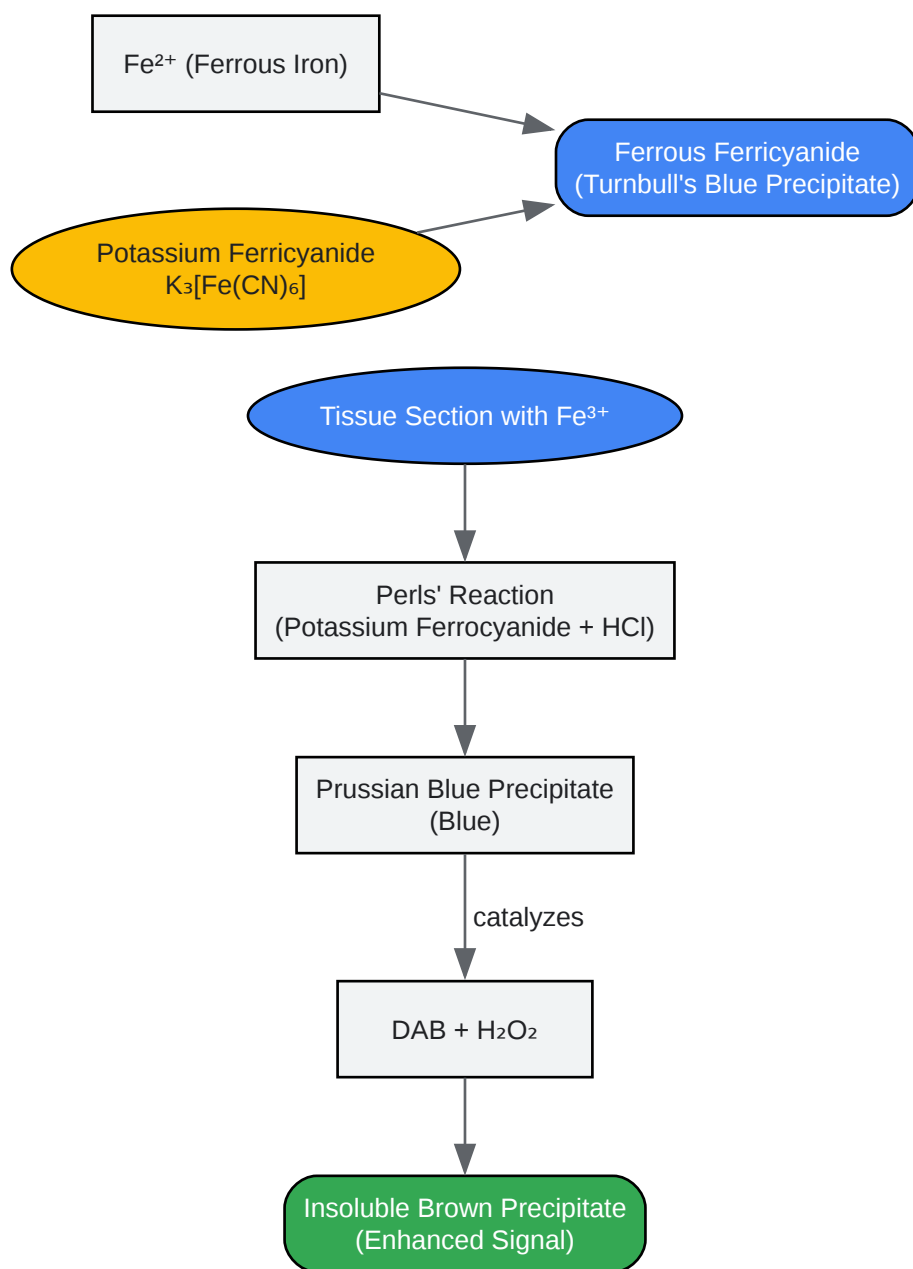 Fe²⁺ (Ferrous Iron)
Ferrous Ferricyanide
(Turnbull's Blue Precipitate)
Potassium Ferricyanide
K₃[Fe(CN)₆]
Tissue Section with Fe³⁺
Perls' Reaction
(Potassium Ferrocyanide + HCl)
Prussian Blue Precipitate
(Blue)
catalyzes
DAB + H₂O₂
Insoluble Brown Precipitate
(Enhanced Signal)